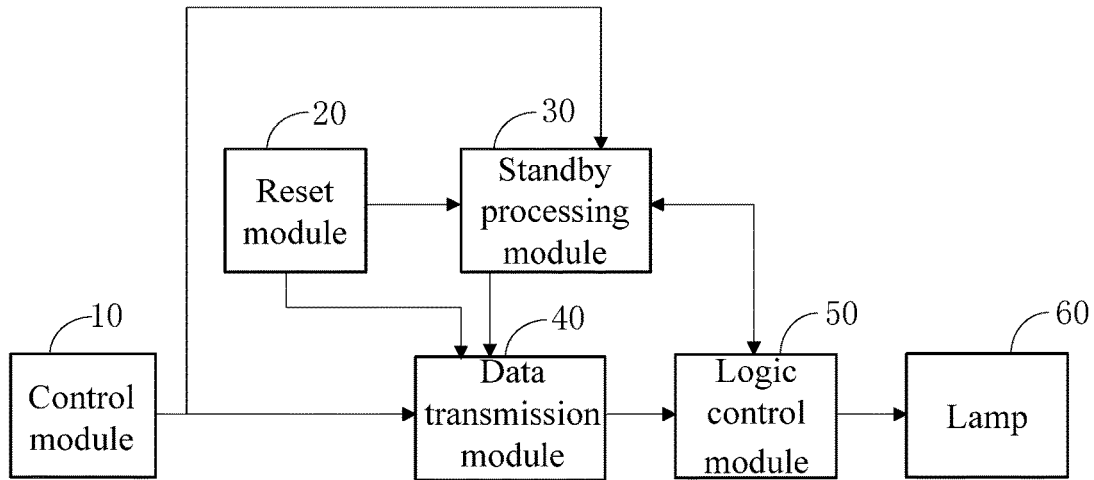 20
30
Reset
module
Standby
processing
module
10
40
50
60
Control
module
Data
transmission
module
Logic
control
module
Lamp